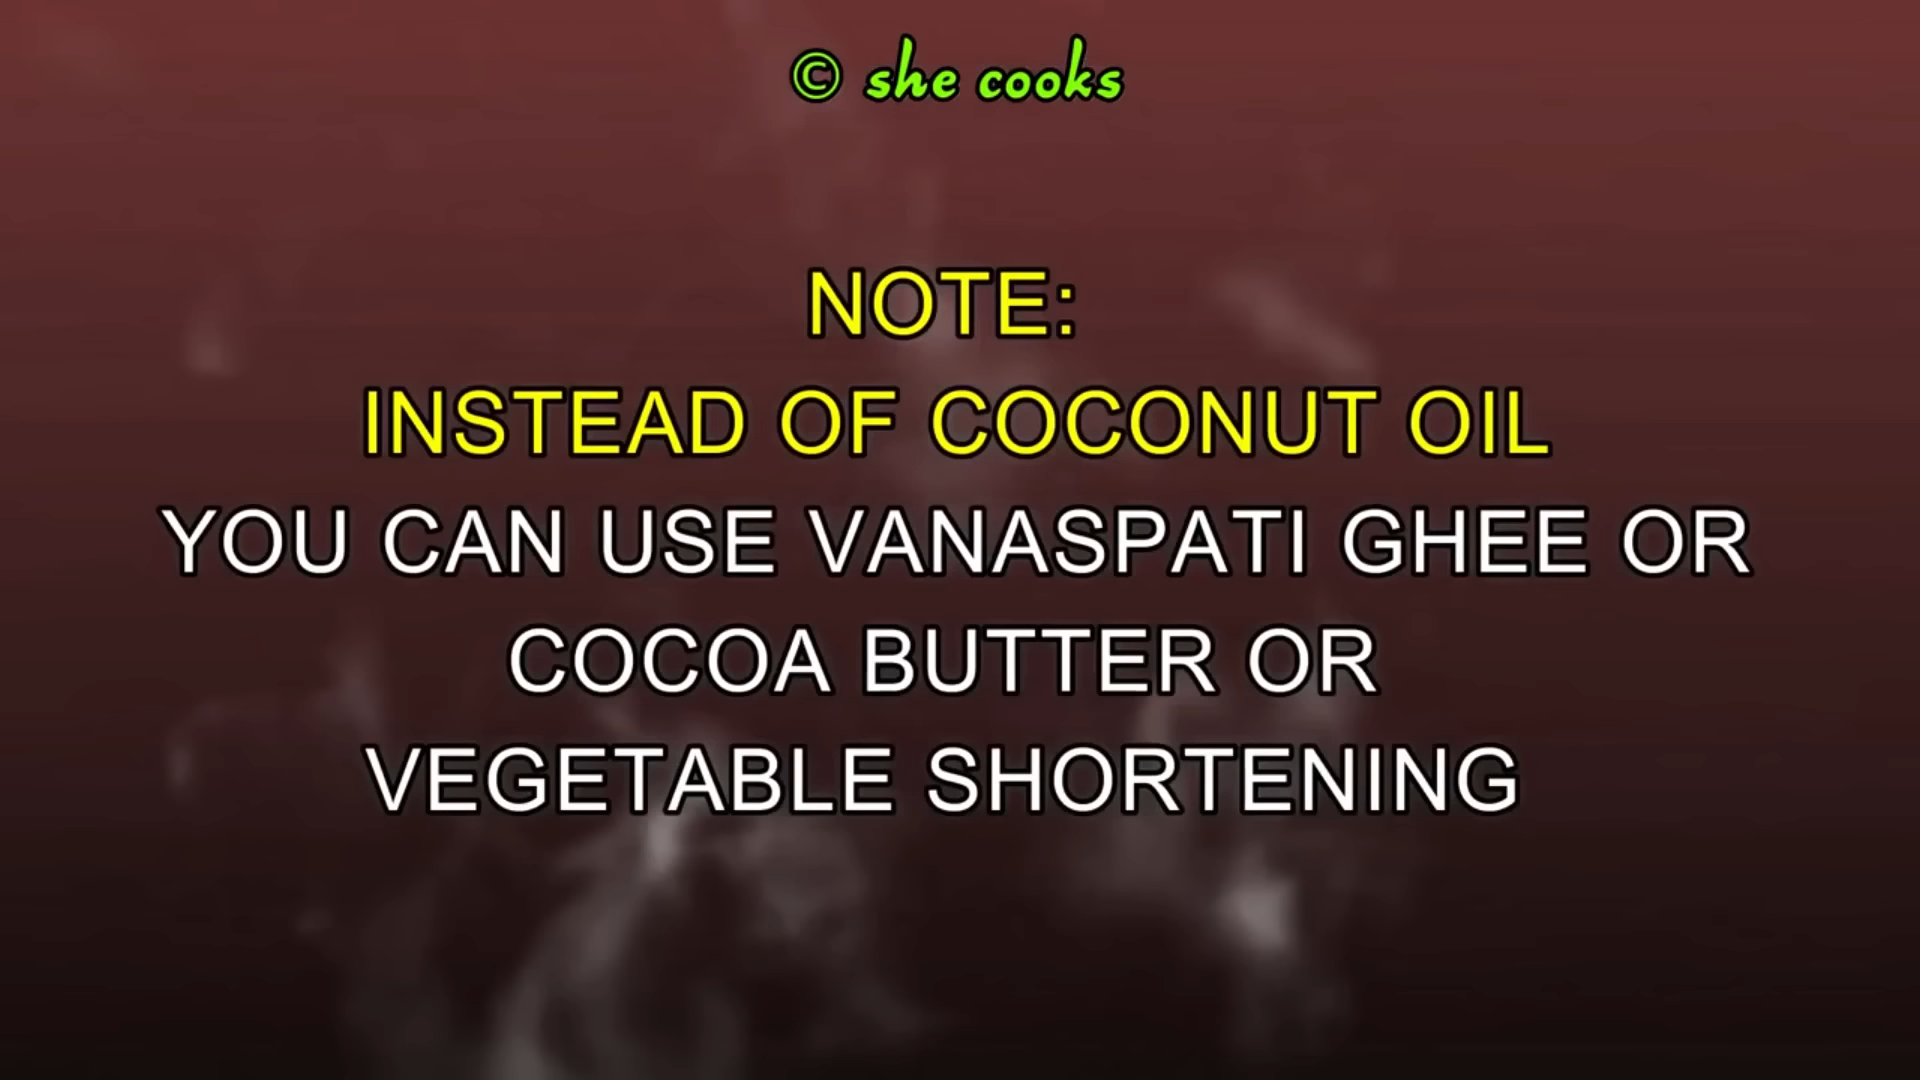 © she cooks
NOTE:
INSTEAD OF COCONUT OIL
YOU CAN USE VANASPATI GHEE OR
COCOA BUTTER OR
VEGETABLE SHORTENING